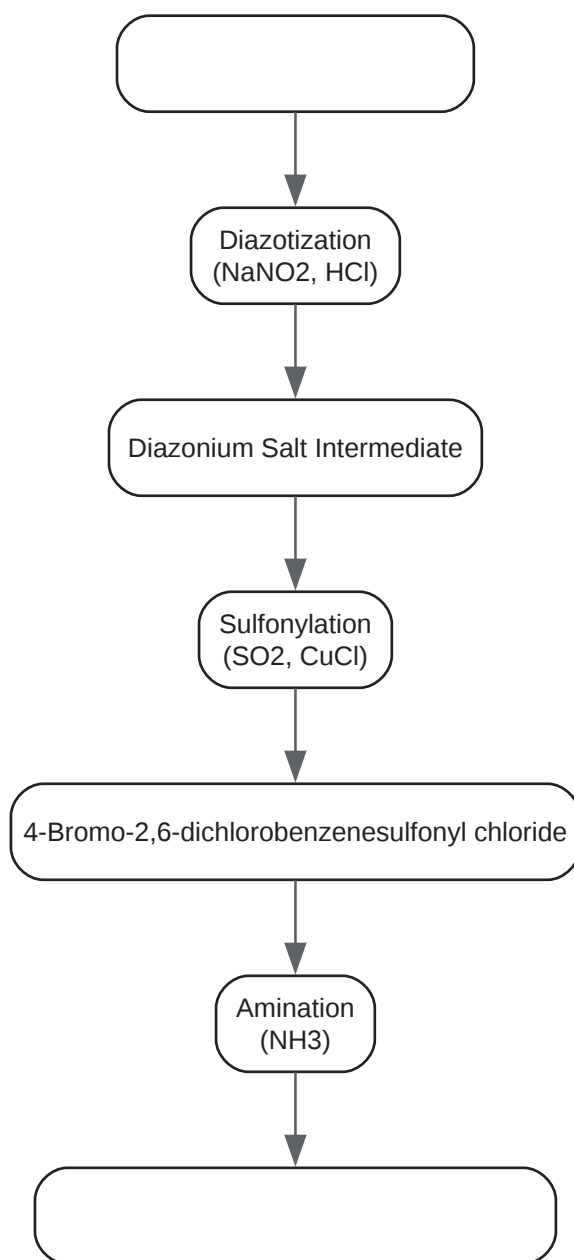 Diazotization
(NaNO2, HCl)
Diazonium Salt Intermediate
Sulfonylation
(SO2, CuCl)
4-Bromo-2,6-dichlorobenzenesulfonyl chloride
Amination
(NH3)